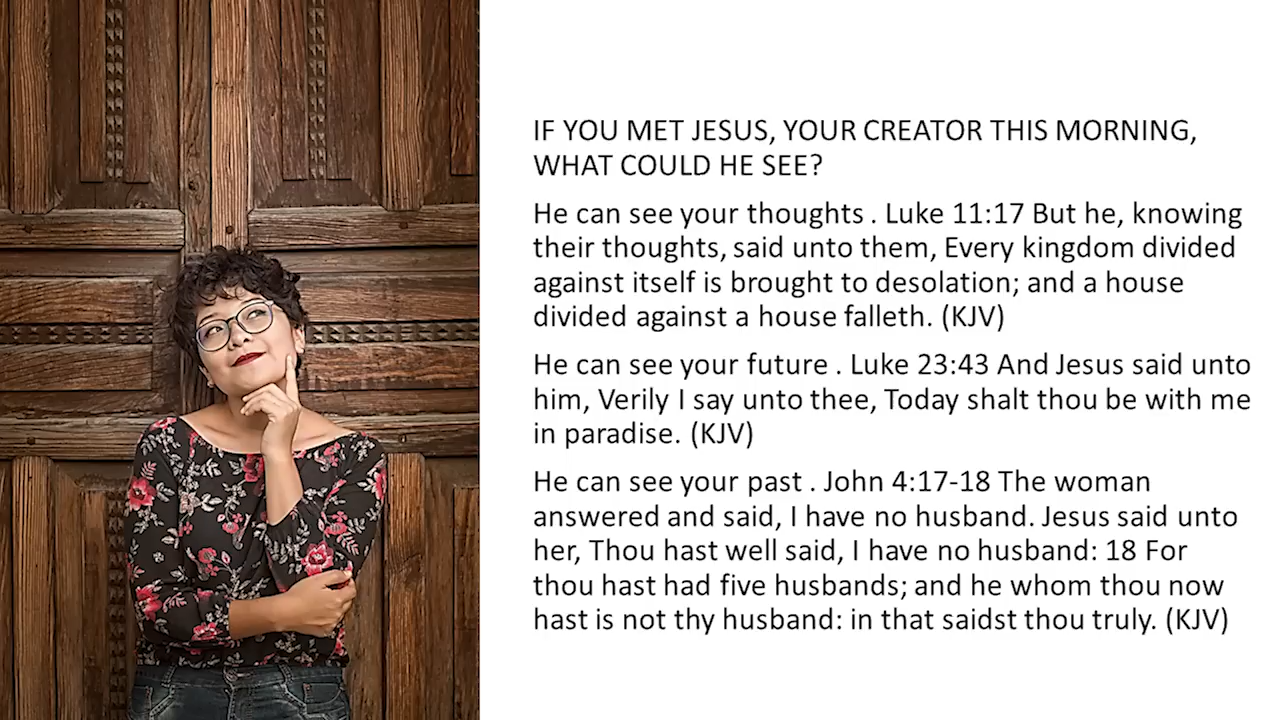 IF YOU MET JESUS, YOUR CREATOR THIS MORNING,
WHAT COULD HE SEE?
He can see your thoughts . Luke 11:17 But he, knowing
their thoughts, said unto them, Every kingdom divided
against itself is brought to desolation; and a house
divided against a house falleth. (KJV)
He can see your future . Luke 23:43 And Jesus said unto
him, Verily I say unto thee, Today shalt thou be with me
in paradise. (KJV)
He can see your past . John 4:17-18 The woman
answered and said, I have no husband. Jesus said unto
her, Thou hast well said, I have no husband: 18 For
thou hast had five husbands; and he whom thou now
hast is not thy husband: in that saidst thou truly. (KJV)